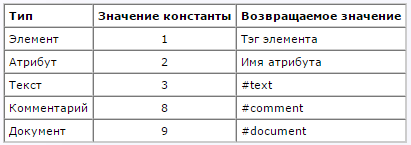 Тип Значение константы Возвращаемое значение
Элемент 1 Тэг элемента
Атрибут 2 Имя атрибута
Текст 3 #text
Комментарий 8 #comment
Документ 9 #document